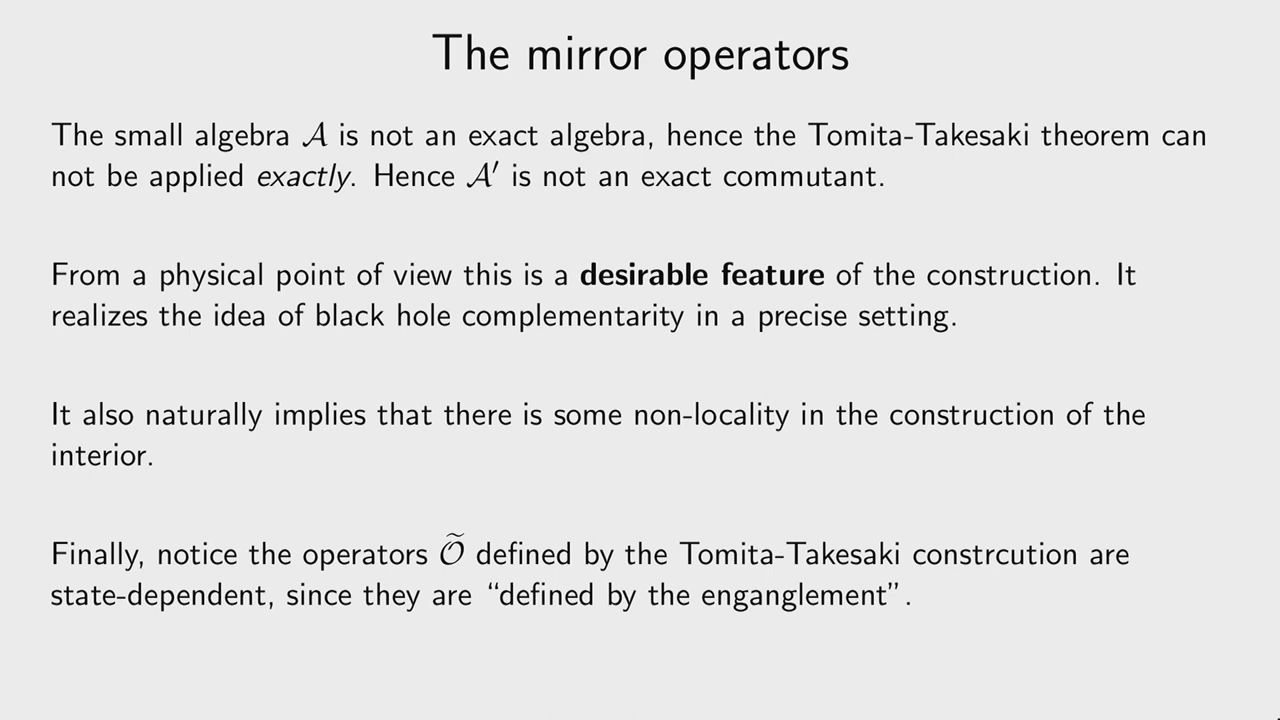 The mirror operators
The small algebra 𝒜 is not an exact algebra, hence the Tomita-Takesaki theorem can
not be applied exactly. Hence 𝒜′ is not an exact commutant.
From a physical point of view this is a desirable feature of the construction. It
realizes the idea of black hole complementarity in a precise setting.
It also naturally implies that there is some non-locality in the construction of the
interior.
Finally, notice the operators 𝒪̃ defined by the Tomita-Takesaki constrcution are
state-dependent, since they are “defined by the enganglement”.